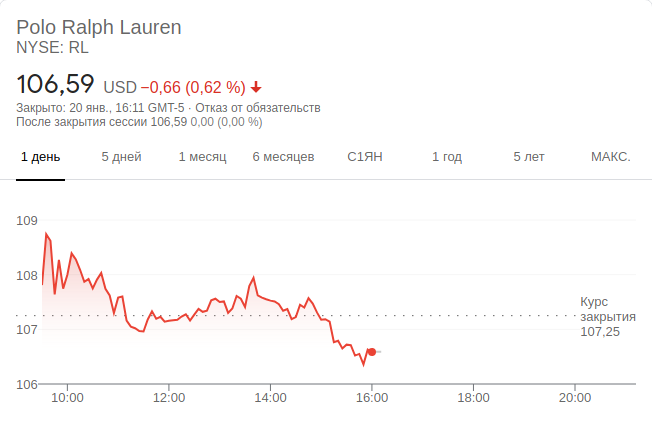 Polo Ralph Lauren
NYSE: RL
106,59 USD −0,66 (0,62 %)
Закрыто: 20 янв., 16:11 GMT-5 · Отказ от обязательств
После закрытия сессии 106,59 0,00 (0,00 %)
1 день 5 дней 1 месяц 6 месяцев С1ЯН 1 год 5 лет МАКС.
109
108
Курс
закрытия
107,25
107
106
10:00 12:00 14:00 16:00 18:00 20:00